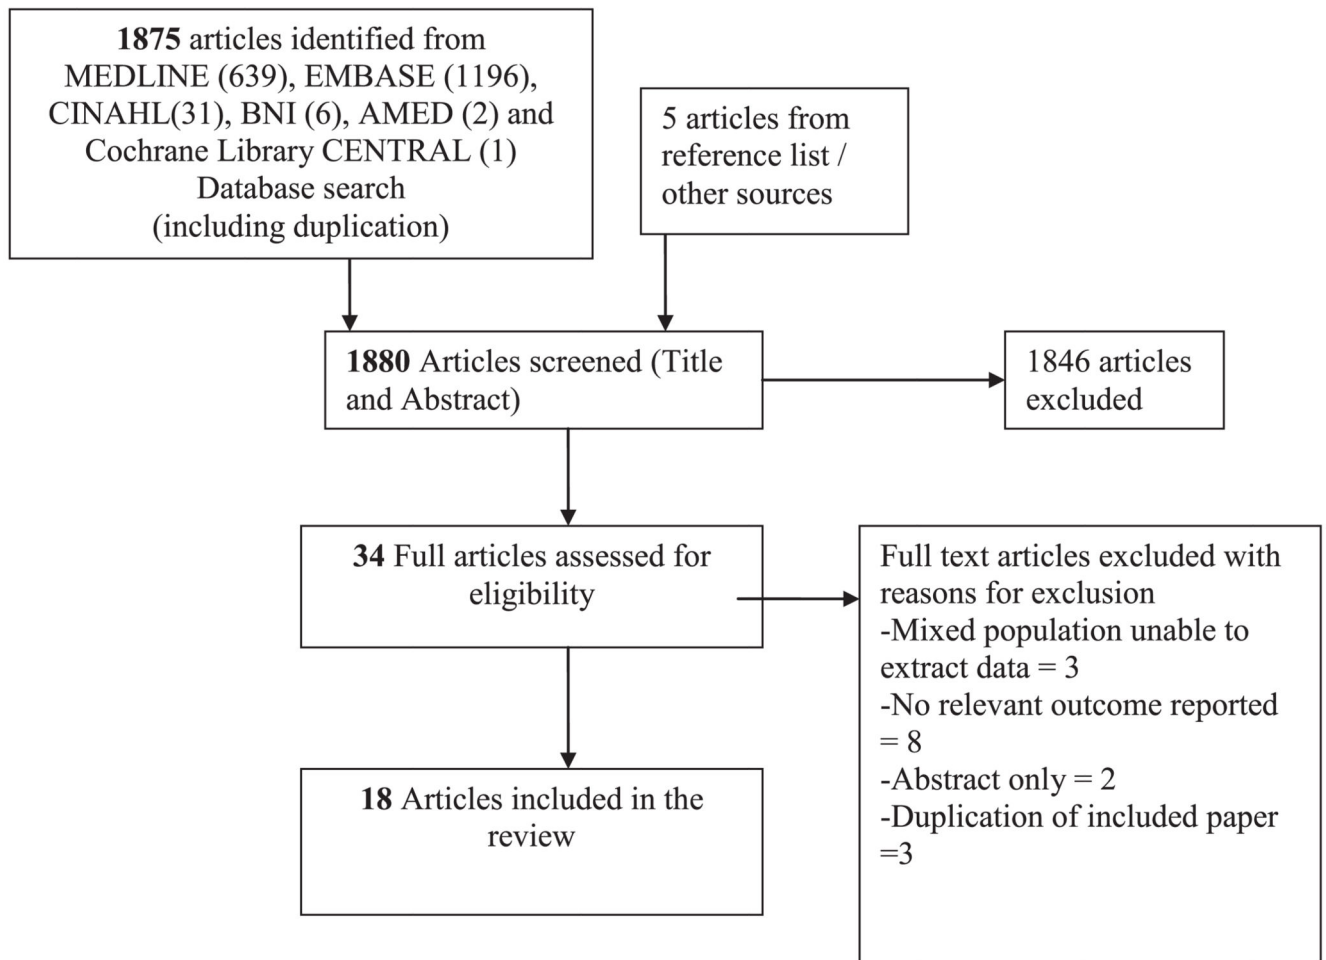 1875 articles identified from
MEDLINE (639), EMBASE (1196),
CINAHL(31), BNI (6), AMED (2) and
Cochrane Library CENTRAL (1)
Database search
(including duplication)
5 articles from
reference list /
other sources
1880 Articles screened (Title
and Abstract)
1846 articles
excluded
34 Full articles assessed for
eligibility
Full text articles excluded with
reasons for exclusion
-Mixed population unable to
extract data = 3
-No relevant outcome reported
= 8
-Abstract only = 2
-Duplication of included paper
=3
18 Articles included in the
review